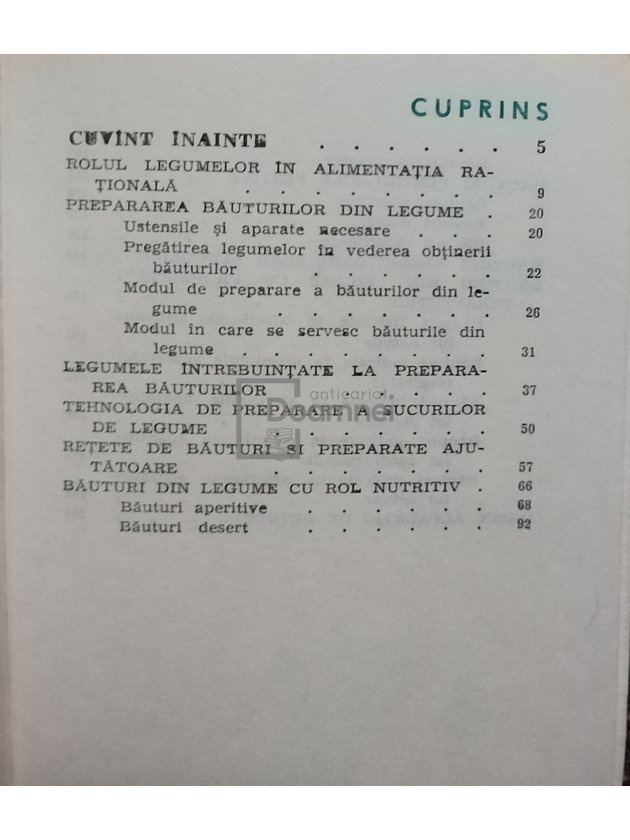 CUPRINS
CUVÎNT ÎNAINTE . . . . . . 5
ROLUL LEGUMELOR ÎN ALIMENTAȚIA RA-
ȚIONALĂ . . . . . . . . 9
PREPARAREA BĂUTURILOR DIN LEGUME . 20
Ustensile și aparate necesare . . . 20
Pregătirea legumelor în vederea obținerii
băuturilor . . . . . . 22
Modul de preparare a băuturilor din le-
gume . . . . . . . 26
Modul în care se servesc băuturile din
legume . . . . . . . . 31
LEGUMELE ÎNTREBUINȚATE LA PREPARA-
REA BĂUTURILOR . . . . . 37
TEHNOLOGIA DE PREPARARE A SUCURILOR
DE LEGUME . . . . . . . 50
REȚETE DE BĂUTURI SI PREPARATE AJU-
TĂTOARE . . . . . . . 57
BĂUTURI DIN LEGUME CU ROL NUTRITIV . 66
Băuturi aperitive . . . . . . 68
Băuturi desert . . . . . . 92
anticariat
Doamnei